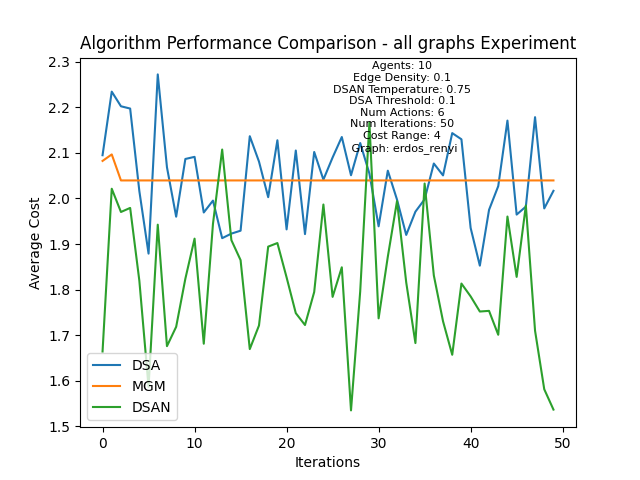 Algorithm Performance Comparison - all graphs Experiment
Agents: 10
Edge Density: 0.1
DSAN Temperature: 0.75
DSA Threshold: 0.1
Num Actions: 6
Num Iterations: 50
Cost Range: 4
Graph: erdos_renyi
2.3
2.2
2.1
2.0
1.9
1.8
1.7
1.6
1.5
Average Cost
DSA
MGM
DSAN
0
10
20
30
40
50
Iterations